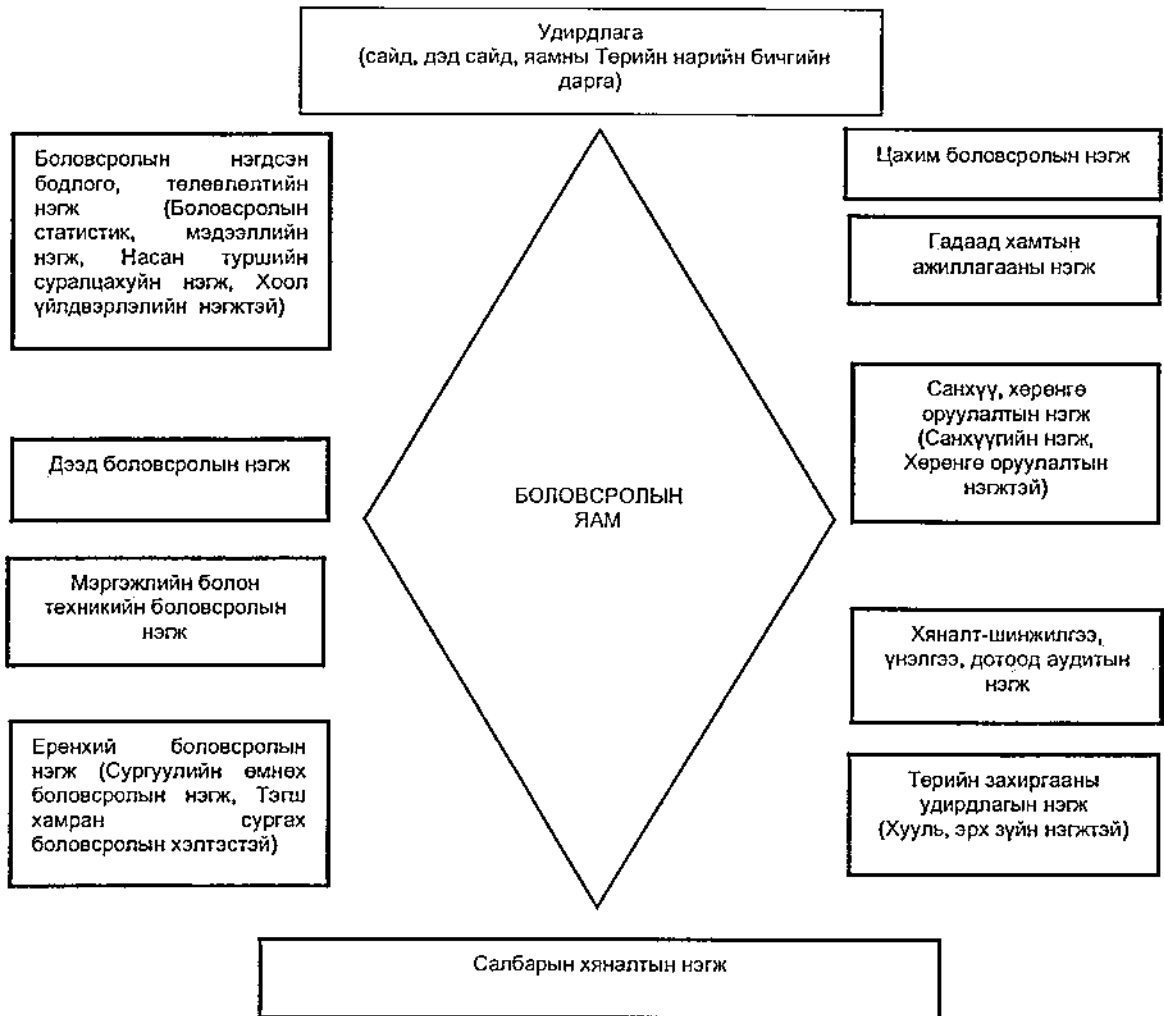 Удирдлага
(сайд, дэд сайд, яамны Төрийн нарийн бичгийн
дарга)
Боловсролын нэгдсэн
бодлого, төлөвлөлтийн
нэгж (Боловсролын
статистик, мэдээллийн
нэгж, Насан туршийн
суралцахуйн нэгж, Хоол
үйлдвэрлэлийн нэгжтэй)
Дээд боловсролын нэгж
Мэргэжлийн болон
техникийн боловсролын
нэгж
Ерөнхий боловсролын
нэгж (Сургуулийн өмнөх
боловсролын нэгж, Тэгш
хамран сургах
боловсролын хэлтэстэй)
БОЛОВСРОЛЫН
ЯАМ
Цахим боловсролын нэгж
Гадаад хамтын
ажиллагааны нэгж
Санхүү, хөрөнгө
оруулалтын нэгж
(Санхүүгийн нэгж,
Хөрөнгө оруулалтын
нэгжтэй)
Хяналт-шинжилгээ,
үнэлгээ, дотоод аудитын
нэгж
Төрийн захиргааны
удирдлагын нэгж
(Хууль, эрх зүйн нэгжтэй)
Салбарын хяналтын нэгж